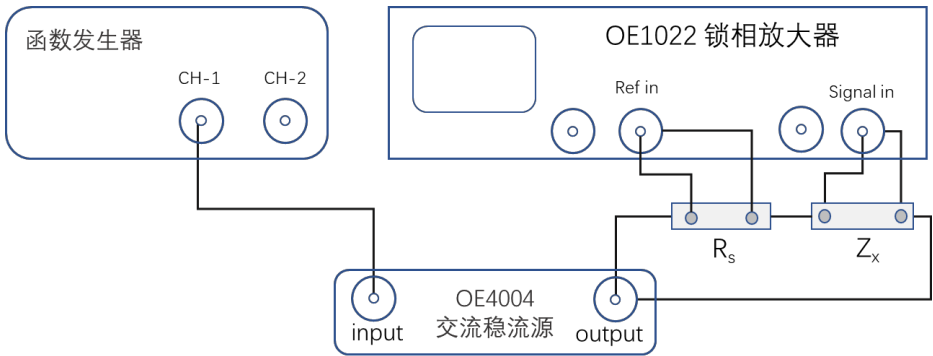 函数发生器
CH-1
CH-2
OE1022 锁相放大器
Ref in
Signal in
Rs
Zx
input
OE4004
交流稳流源
output